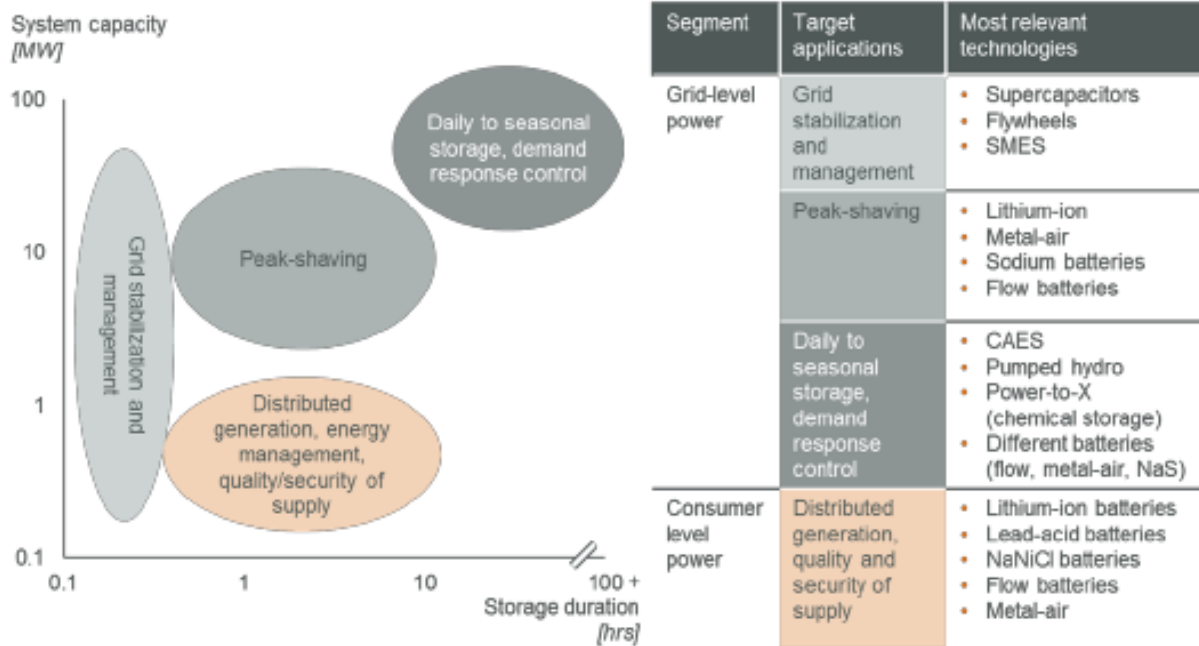 System capacity
[MW]
100
10
1
0.1
0.1
1
10
100 +
Storage duration
[hrs]
Grid stabilization and
management
Peak-shaving
Daily to seasonal
storage, demand
response control
Distributed
generation, energy
management,
quality/security of
supply
Segment
Target
applications
Most relevant
technologies
Grid-level
power
Grid
stabilization
and
management
• Supercapacitors
• Flywheels
• SMES
Peak-shaving
• Lithium-ion
• Metal-air
• Sodium batteries
• Flow batteries
Daily to
seasonal
storage,
demand
response
control
• CAES
• Pumped hydro
• Power-to-X
(chemical storage)
• Different batteries
(flow, metal-air, NaS)
Consumer
level
power
Distributed
generation,
quality and
security of
supply
• Lithium-ion batteries
• Lead-acid batteries
• NaNiCl batteries
• Flow batteries
• Metal-air